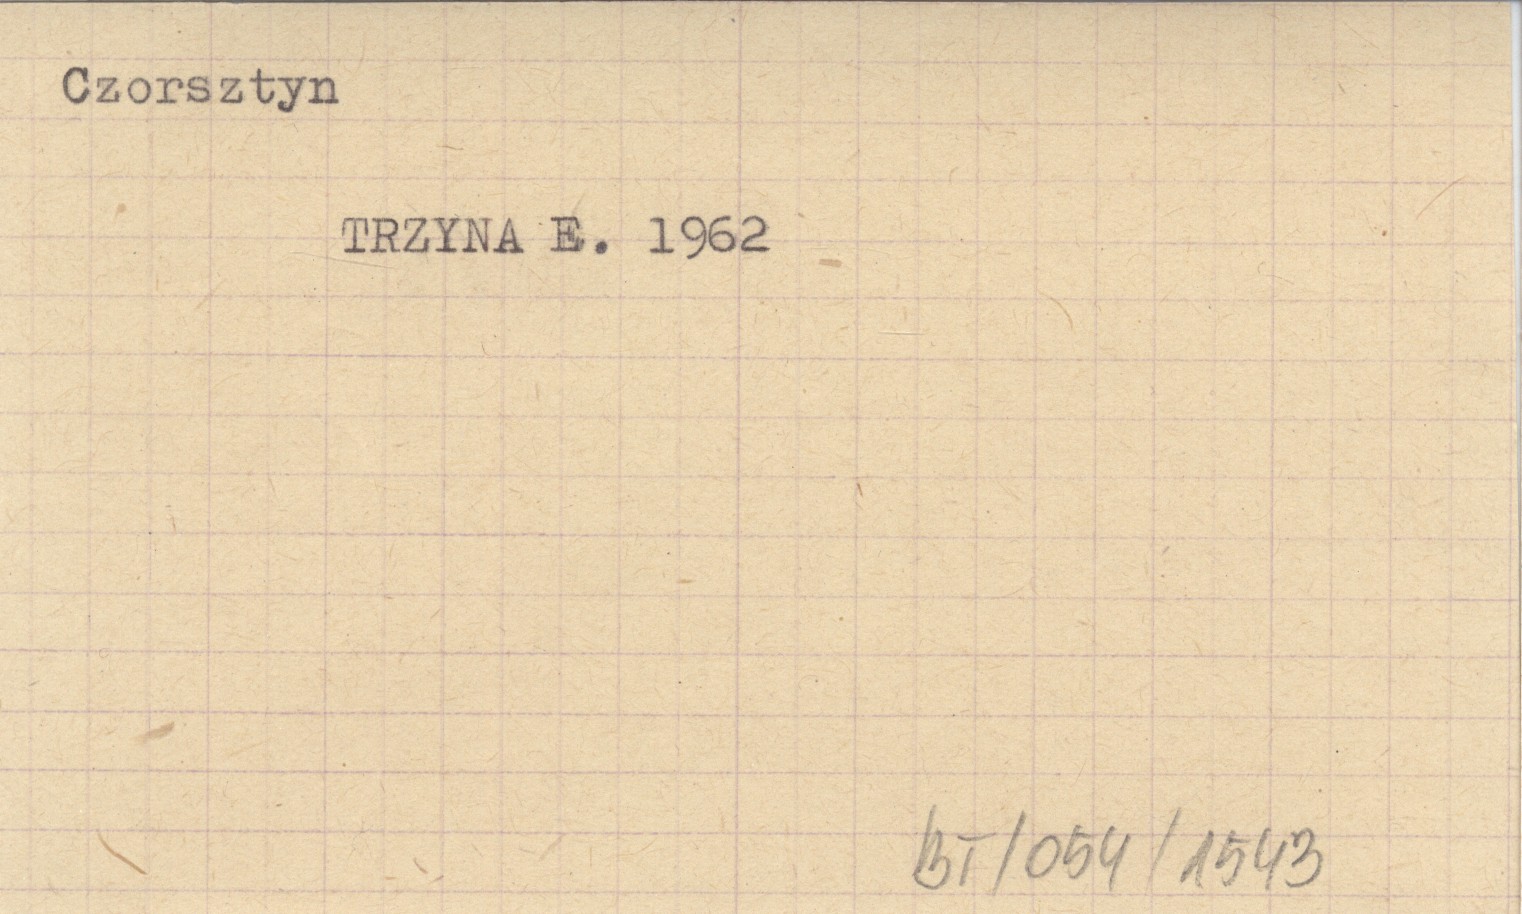 Czorsztyn
TRZYNA E. 1962
BT/054/1543